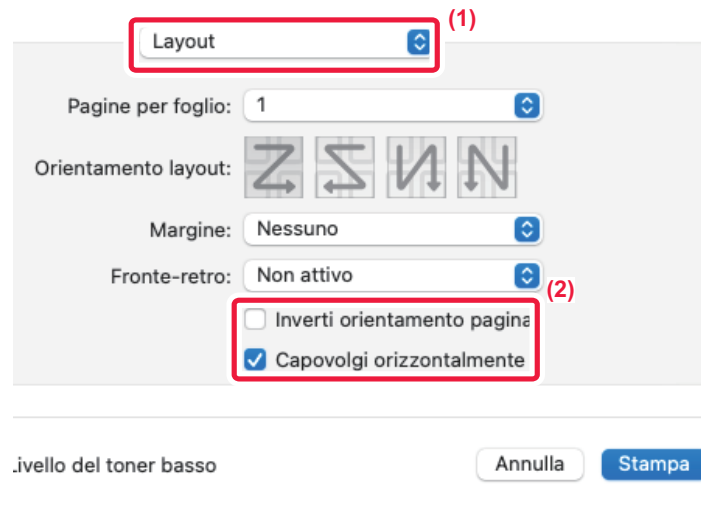 (1)
Layout
Pagine per foglio: 1
Orientamento layout:
Margine: Nessuno
Fronte-retro: Non attivo
(2)
Inverti orientamento pagina
Capovolgi orizzontalmente
ivello del toner basso
Annulla Stampa